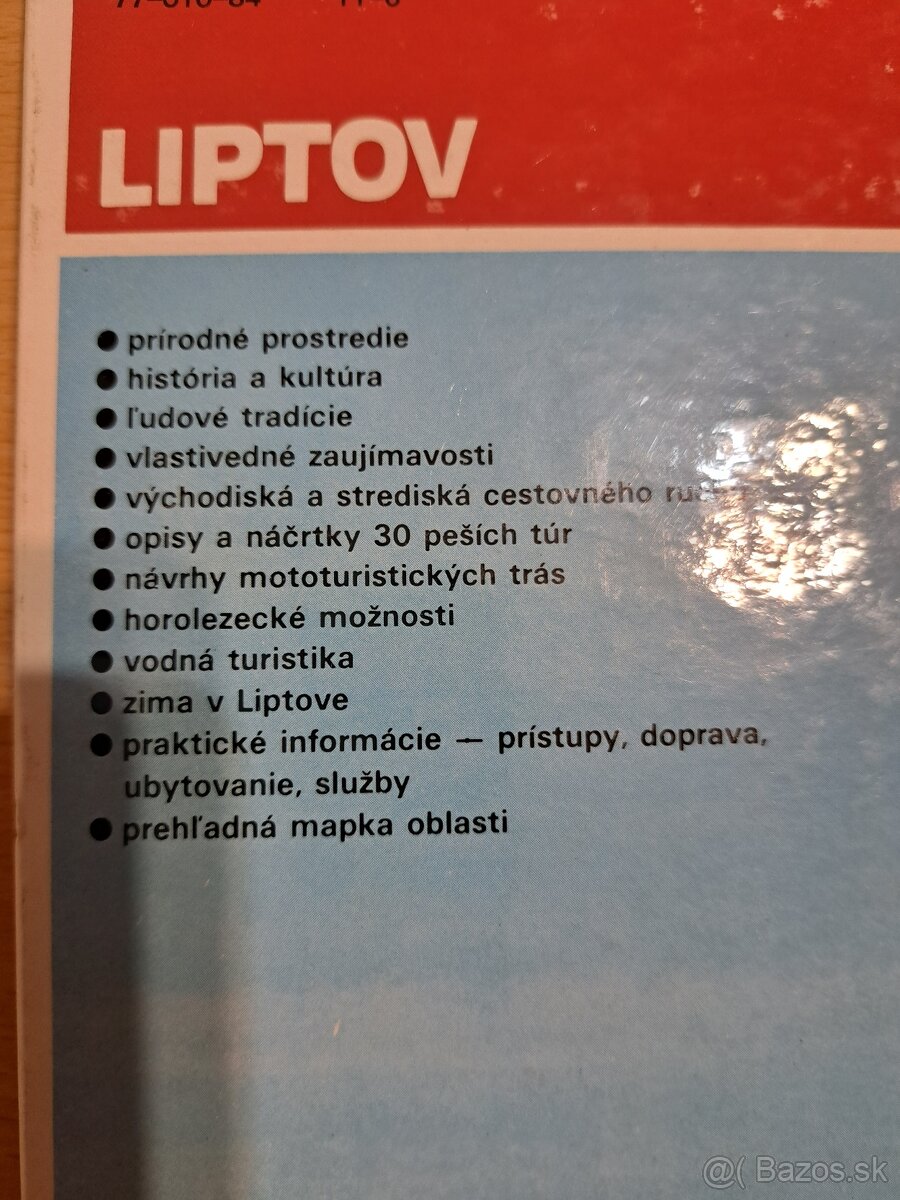 LIPTOV
● prírodné prostredie
● história a kultúra
● ľudové tradície
● vlastivedné zaujímavosti
● východiská a strediská cestovného
● opisy a náčrtky 30 peších túr
● návrhy mototuristických trás
● horolezecké možnosti
● vodná turistika
● zima v Liptove
● praktické informácie — prístupy, doprava,
ubytovanie, služby
● prehľadná mapka oblasti
@( Bazos.sk